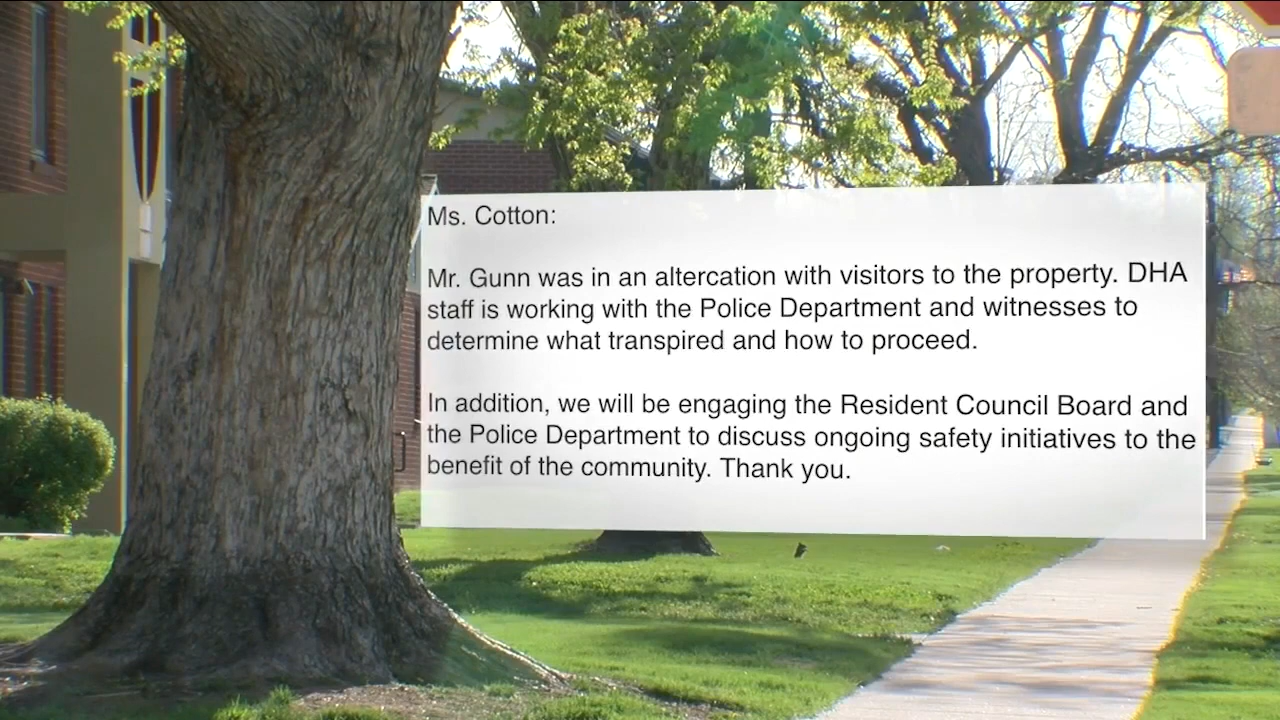 Ms. Cotton:
Mr. Gunn was in an altercation with visitors to the property. DHA
staff is working with the Police Department and witnesses to
determine what transpired and how to proceed.
In addition, we will be engaging the Resident Council Board and
the Police Department to discuss ongoing safety initiatives to the
benefit of the community. Thank you.